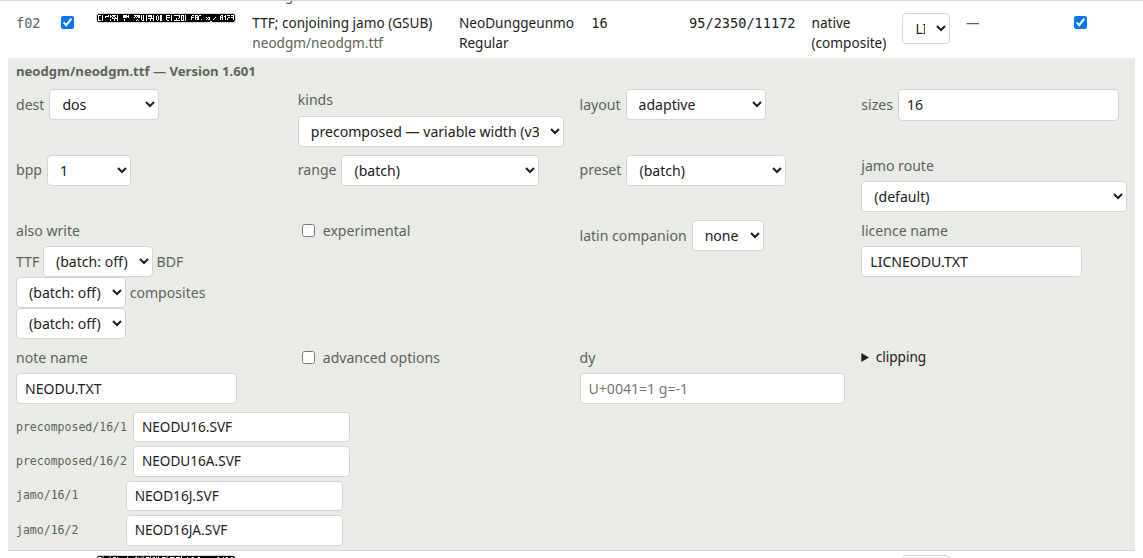 f02 TTF; conjoining jamo (GSUB) NeoDunggeunmo 16 95/2350/11172 native LI —
neodgm/neodgm.ttf Regular (composite)
neodgm/neodgm.ttf — Version 1.601
dest dos kinds layout adaptive sizes 16
precomposed — variable width (v3
bpp 1 range (batch) preset (batch) jamo route
(default)
also write experimental latin companion none licence name
TTF (batch: off) BDF LICNEODU.TXT
(batch: off) composites
(batch: off)
note name advanced options dy clipping
NEODU.TXT U+0041=1 g=-1
precomposed/16/1 NEODU16.SVF
precomposed/16/2 NEODU16A.SVF
jamo/16/1 NEOD16J.SVF
jamo/16/2 NEOD16JA.SVF